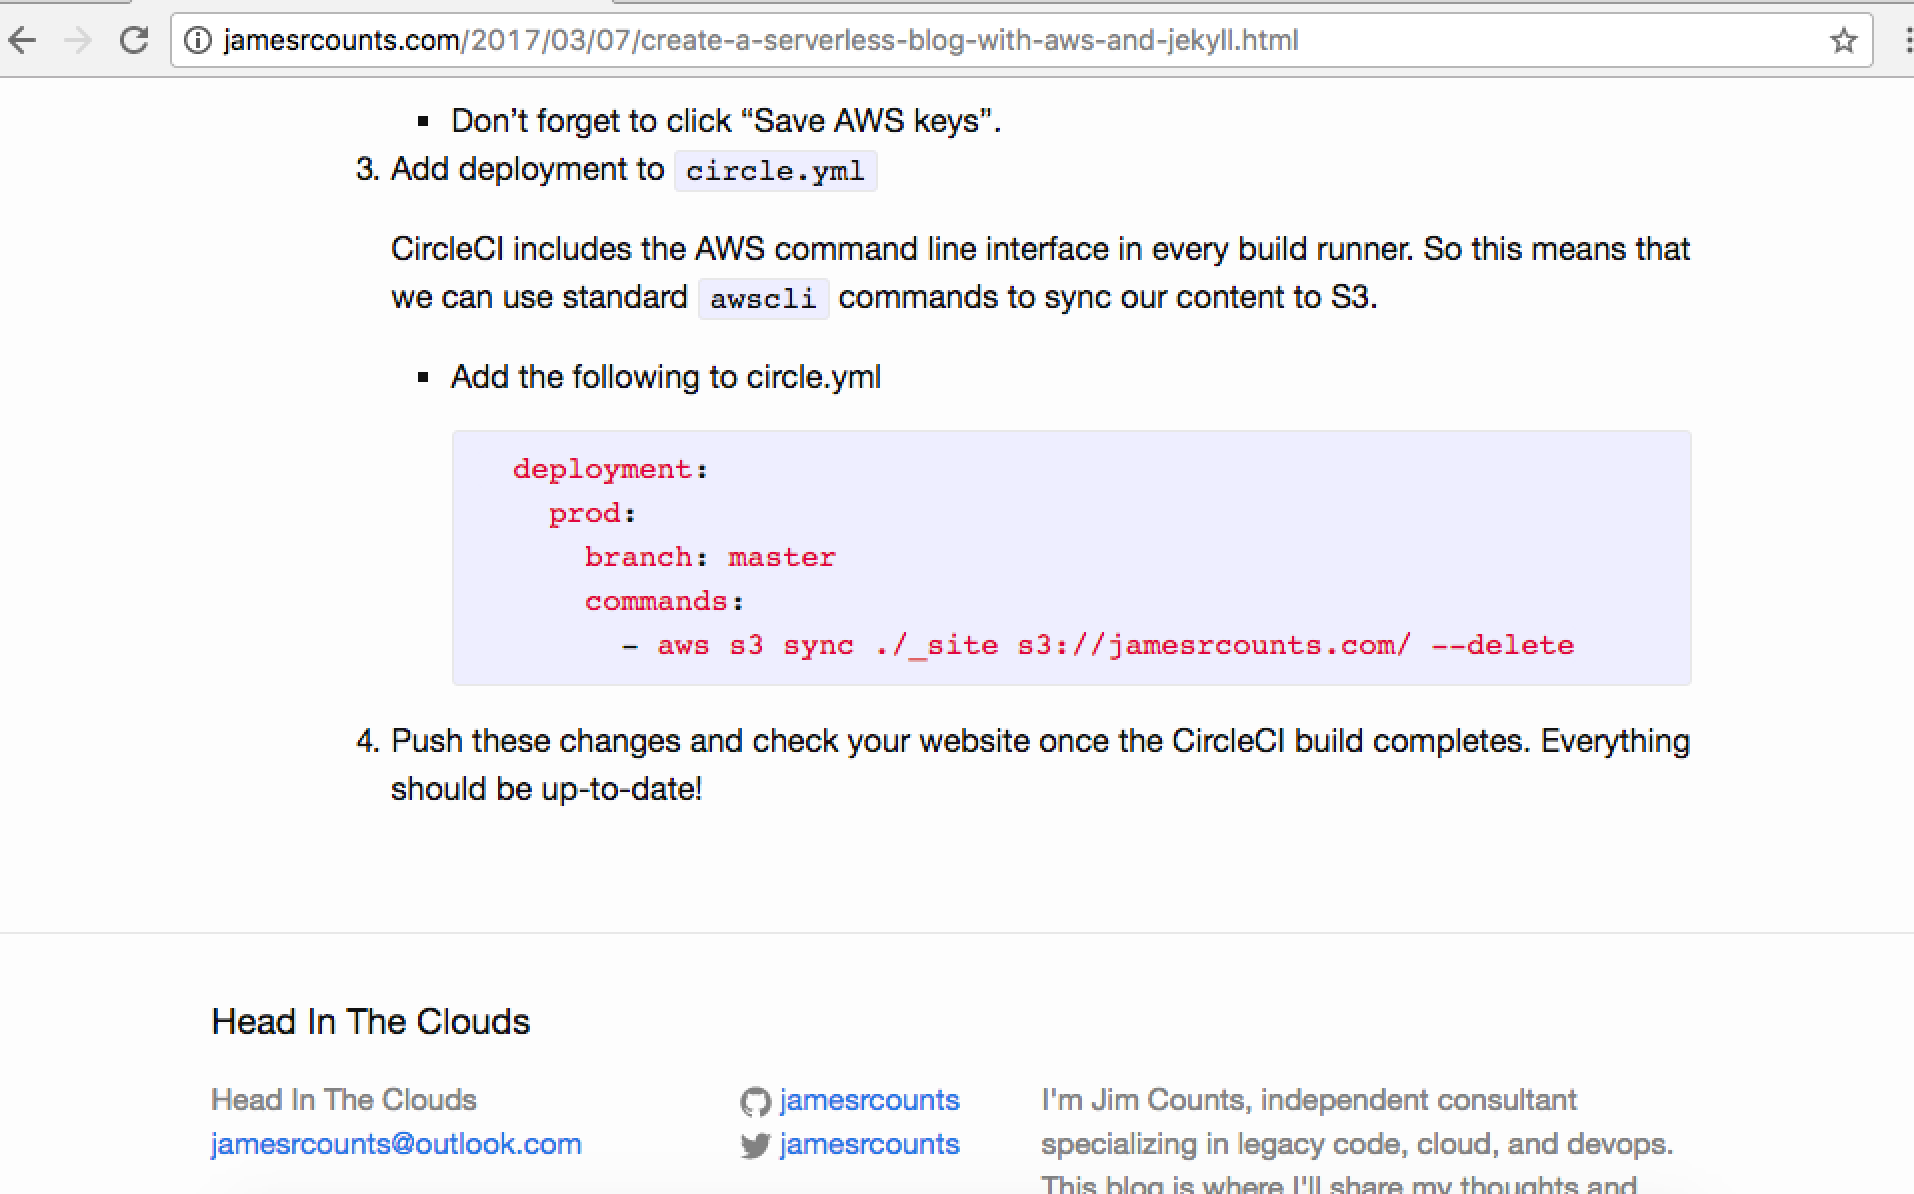 jamesrcounts.com/2017/03/07/create-a-serverless-blog-with-aws-and-jekyll.html
▪ Don’t forget to click “Save AWS keys”.
3. Add deployment to circle.yml
CircleCI includes the AWS command line interface in every build runner. So this means that
we can use standard awscli commands to sync our content to S3.
▪ Add the following to circle.yml
deployment:
prod:
branch: master
commands:
- aws s3 sync ./_site s3://jamesrcounts.com/ --delete
4. Push these changes and check your website once the CircleCI build completes. Everything
should be up-to-date!
Head In The Clouds
Head In The Clouds
jamesrcounts@outlook.com
jamesrcounts
jamesrcounts
I'm Jim Counts, independent consultant
specializing in legacy code, cloud, and devops.
This blog is where I'll share my thoughts and